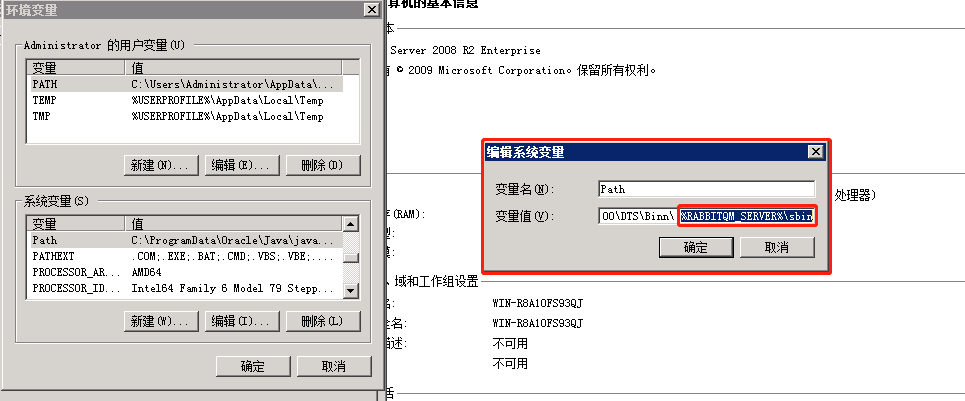 环境变量
Administrator 的用户变量(U)
变量 值
PATH C:\Users\Administrator\AppData\...
TEMP %USERPROFILE%\AppData\Local\Temp
TMP %USERPROFILE%\AppData\Local\Temp
新建(N)... 编辑(E)... 删除(D)
系统变量(S)
变量 值
Path C:\ProgramData\Oracle\Java\java...
PATHEXT .COM;.EXE;.BAT;.CMD;.VBS;.VBE;....
PROCESSOR_AR... AMD64
PROCESSOR_ID... Intel64 Family 6 Model 79 Stepp...
新建(W)... 编辑(I)... 删除(L)
确定 取消
算机的基本信息
本
Server 2008 R2 Enterprise
有 © 2009 Microsoft Corporation。保留所有权利。
编辑系统变量
变量名(N): Path
变量值(V): 00\DTS\Binn\ %RABBITQM_SERVER%\sbin
确定 取消
处理器)
(RAM):
型:
、域和工作组设置
名: WIN-R8A10FS93QJ
全名: WIN-R8A10FS93QJ
描述: 不可用
不可用
活